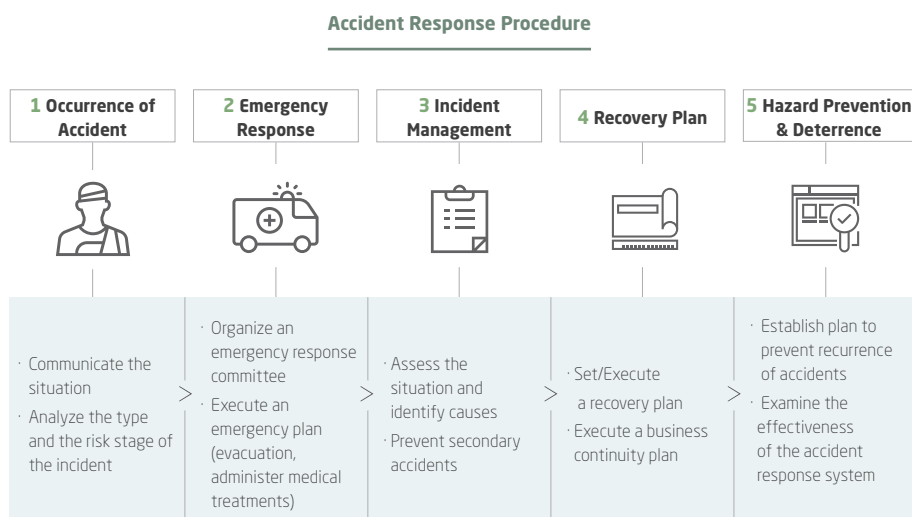 Accident Response Procedure
1 Occurrence of
Accident
2 Emergency
Response
3 Incident
Management
4 Recovery Plan
5 Hazard Prevention
& Deterrence
· Communicate the
situation
· Analyze the type
and the risk stage of
the incident
>
· Organize an
emergency response
committee
· Execute an
emergency plan
(evacuation,
administer medical
treatments)
>
· Assess the
situation and
identify causes
· Prevent secondary
accidents
>
· Set/Execute
a recovery plan
· Execute a business
continuity plan
>
· Establish plan to
prevent recurrence
of accidents
· Examine the
effectiveness
of the accident
response system